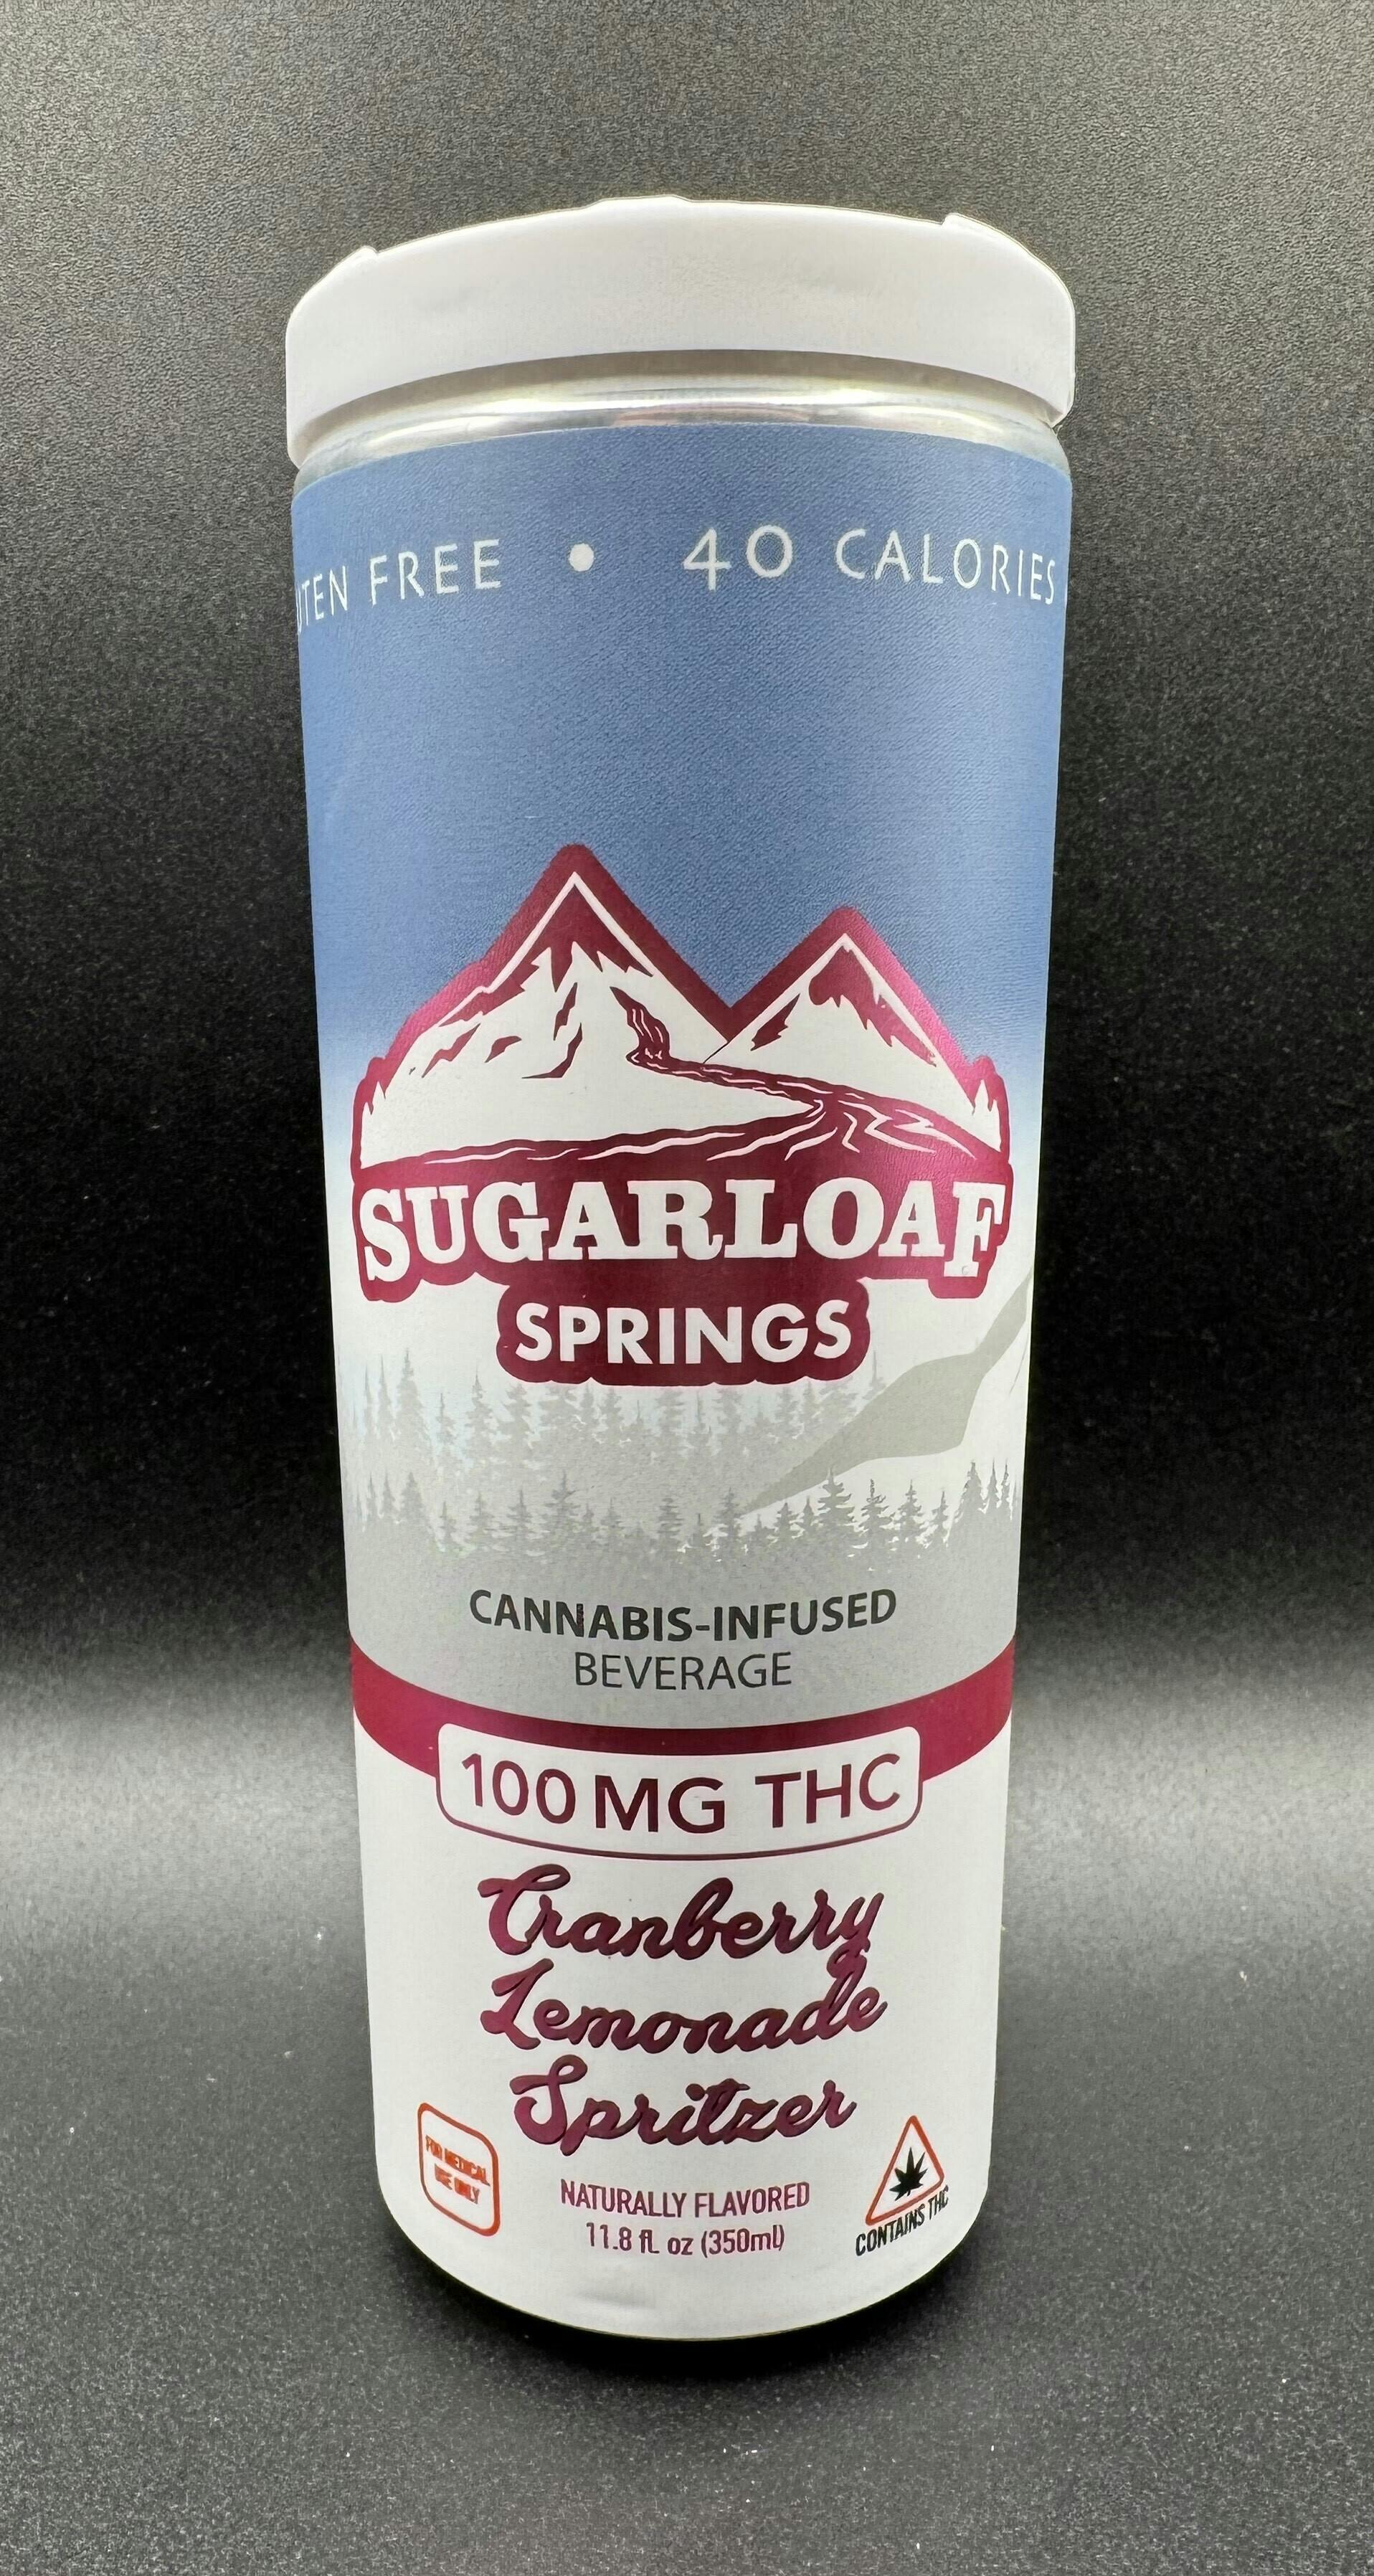 FREE • 40 CALORIES
SUGARLOAF
SPRINGS
CANNABIS-INFUSED
BEVERAGE
100 MG THC
Cranberry
Lemonade
Spritzer
FOR MEDICAL
USE ONLY
NATURALLY FLAVORED
11.8 fl oz (350ml)
CONTAINS THC